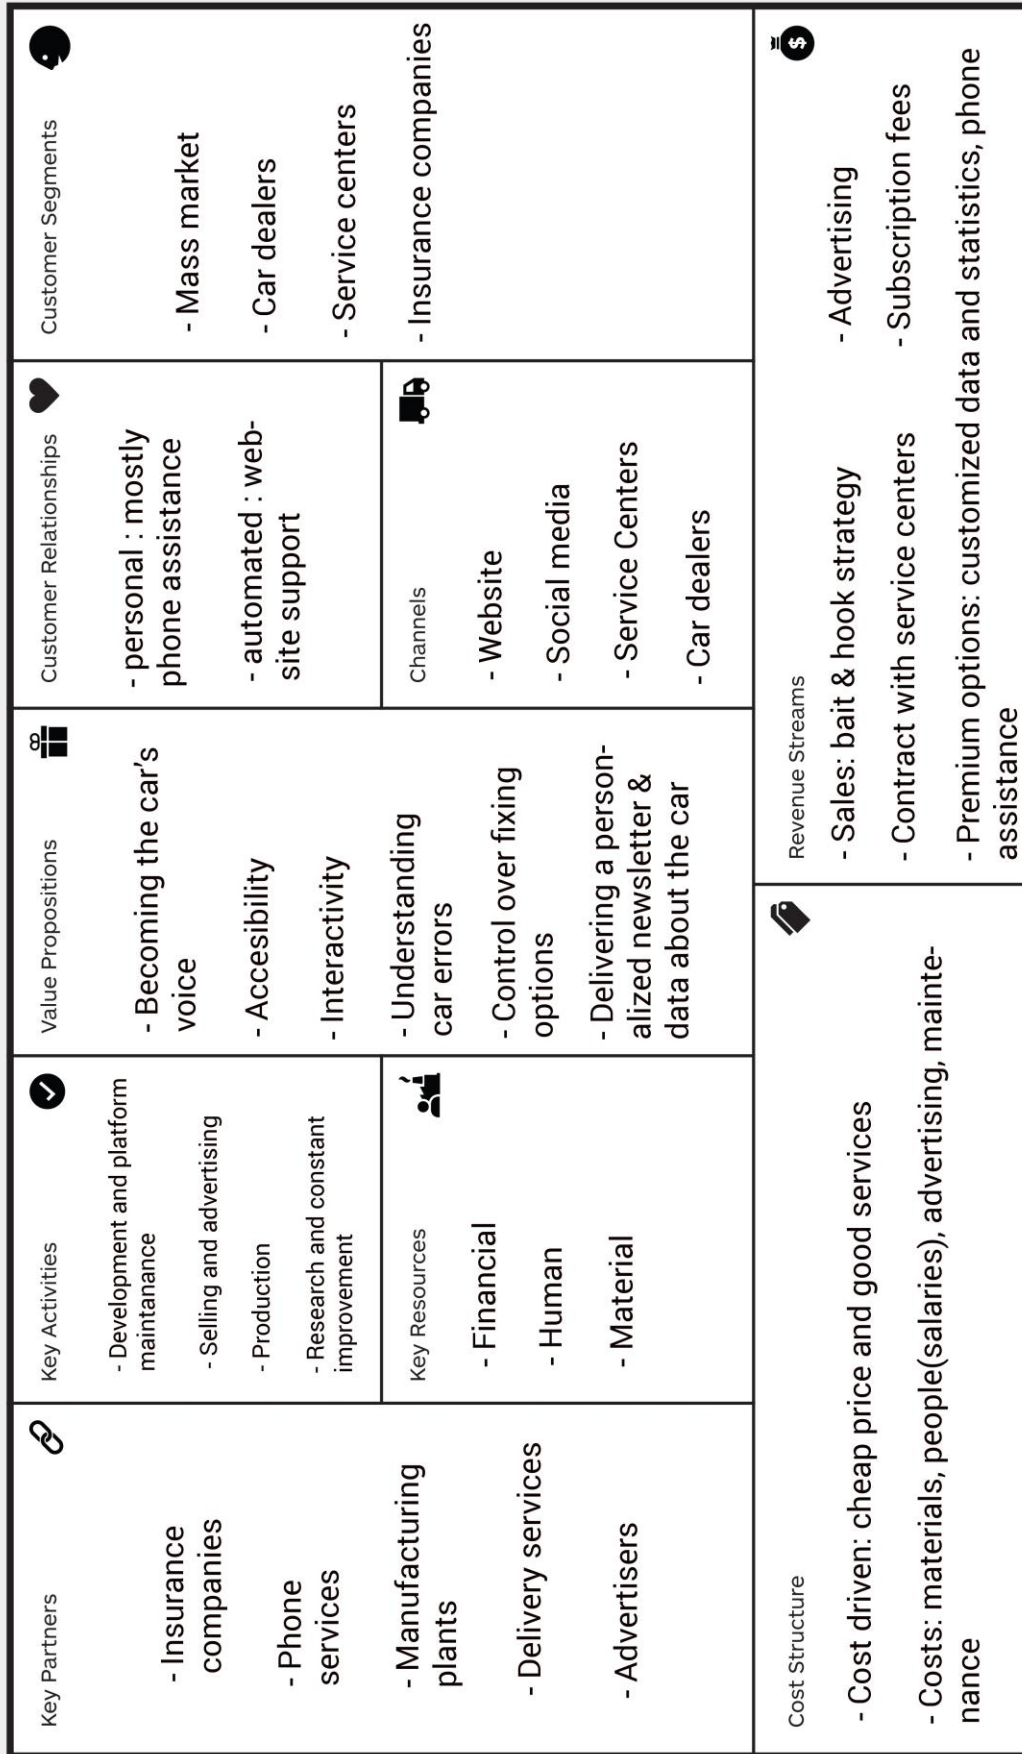 Key Partners
- Insurance
companies
- Phone
services
- Manufacturing
plants
- Delivery services
- Advertisers
Key Activities
- Development and platform
maintanance
- Selling and advertising
- Production
- Research and constant
improvement
Key Resources
- Financial
- Human
- Material
Value Propositions
- Becoming the car's
voice
- Accesibility
- Interactivity
- Understanding
car errors
- Control over fixing
options
- Delivering a person-
alized newsletter &
data about the car
Customer Relationships
- personal : mostly
phone assistance
- automated : web-
site support
Channels
- Website
- Social media
- Service Centers
- Car dealers
Customer Segments
- Mass market
- Car dealers
- Service centers
- Insurance companies
Cost Structure
- Cost driven: cheap price and good services
- Costs: materials, people(salaries), advertising, mainte-
nance
Revenue Streams
- Sales: bait & hook strategy
- Advertising
- Contract with service centers
- Subscription fees
- Premium options: customized data and statistics, phone
assistance
$